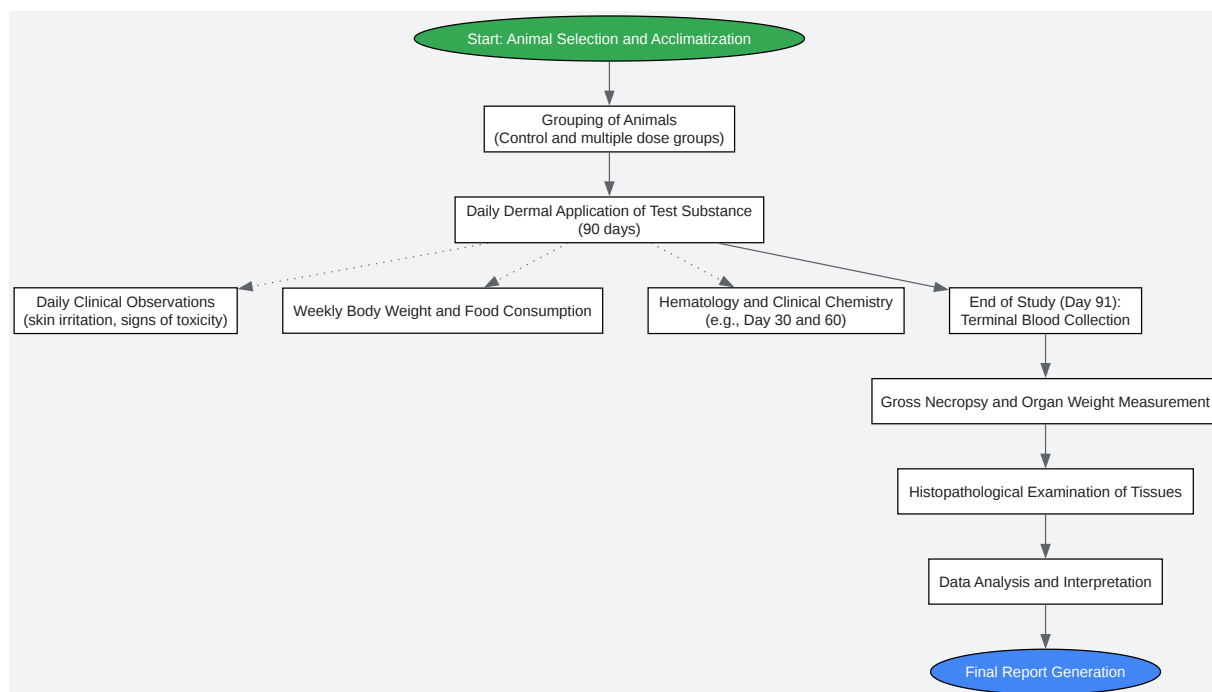 Start: Animal Selection and Acclimatization
Grouping of Animals
(Control and multiple dose groups)
Daily Dermal Application of Test Substance
(90 days)
Daily Clinical Observations
(skin irritation, signs of toxicity)
Weekly Body Weight and Food Consumption
Hematology and Clinical Chemistry
(e.g., Day 30 and 60)
End of Study (Day 91):
Terminal Blood Collection
Gross Necropsy and Organ Weight Measurement
Histopathological Examination of Tissues
Data Analysis and Interpretation
Final Report Generation